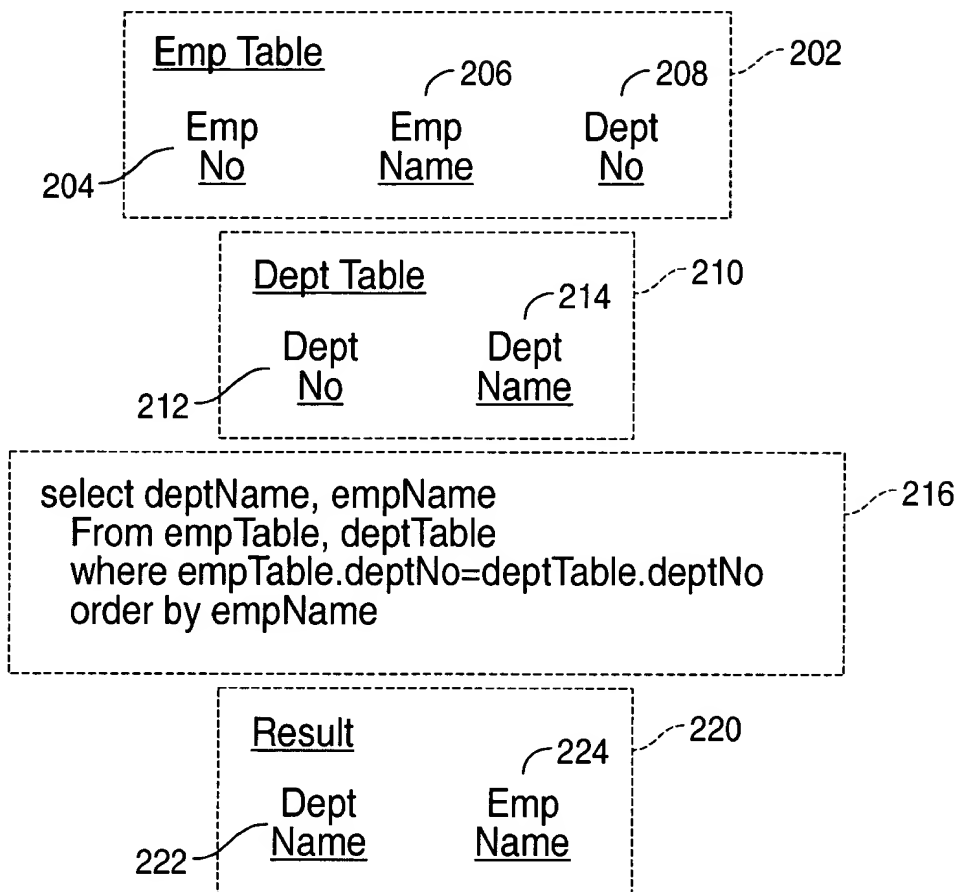 Emp Table
202
206
208
Emp No
Emp Name
Dept No
204
Dept Table
210
214
Dept No
Dept Name
212
select deptName, empName
From empTable, deptTable
where empTable.deptNo=deptTable.deptNo
order by empName
216
Result
220
224
Dept Name
Emp Name
222